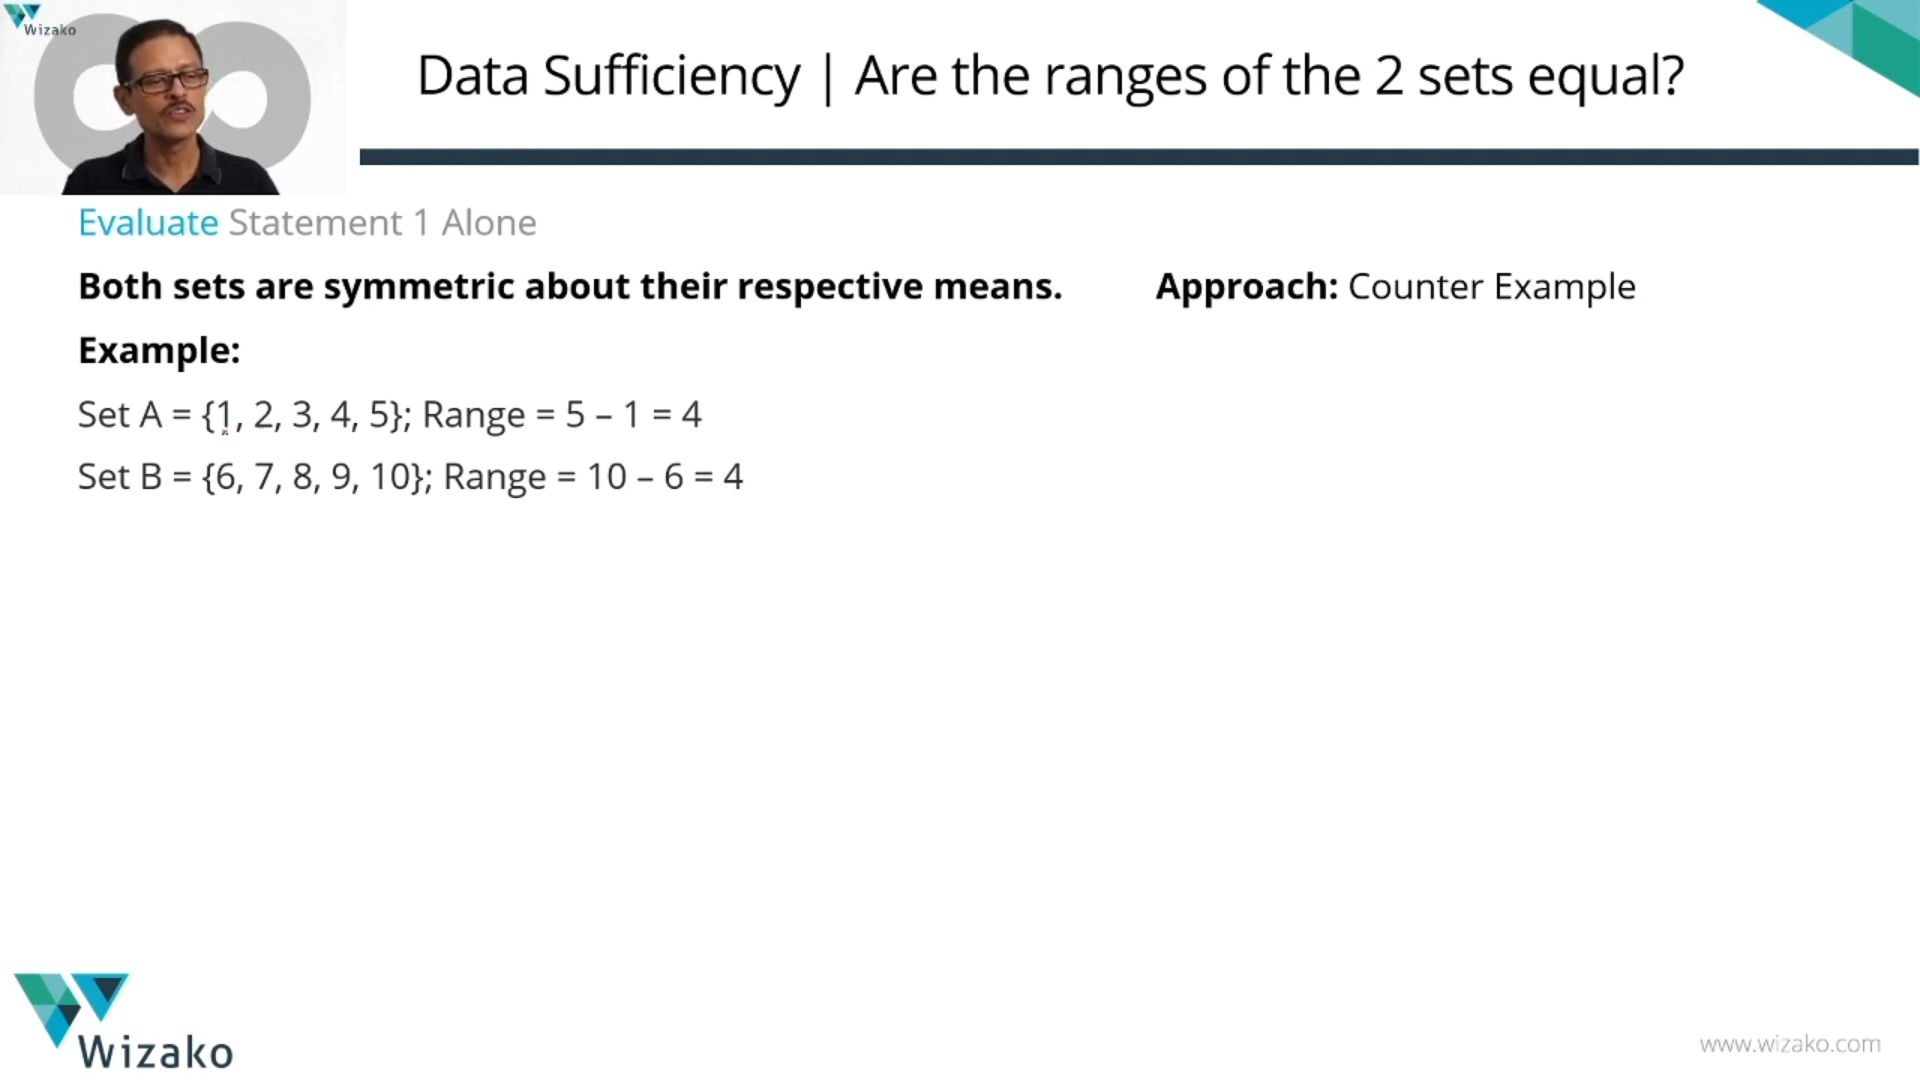 Wizako
Data Sufficiency | Are the ranges of the 2 sets equal?
Evaluate Statement 1 Alone
Both sets are symmetric about their respective means.
Approach: Counter Example
Example:
Set A = {1, 2, 3, 4, 5}; Range = 5 – 1 = 4
Set B = {6, 7, 8, 9, 10}; Range = 10 – 6 = 4
Wizako
www.wizako.com